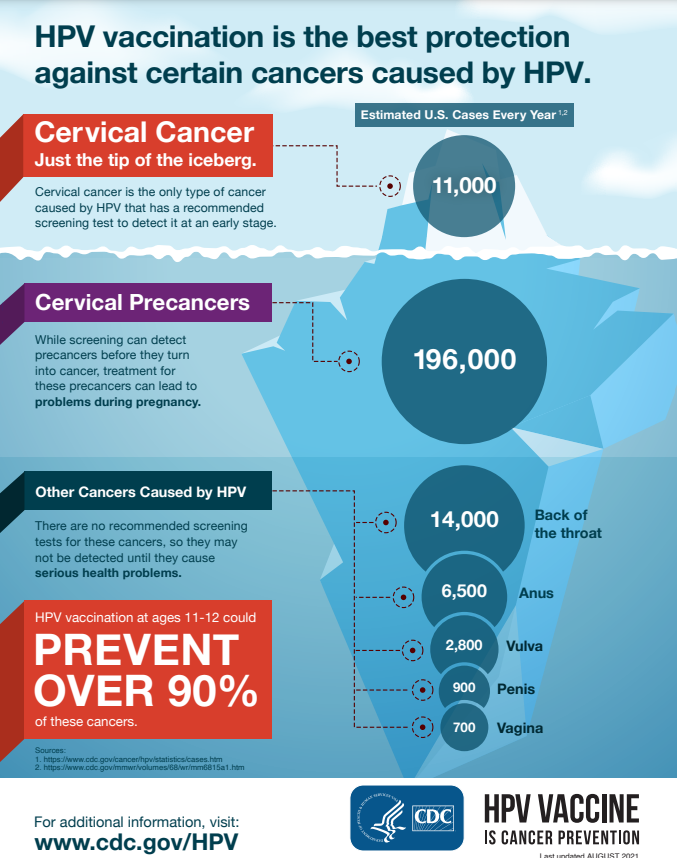 HPV vaccination is the best protection
against certain cancers caused by HPV.
Estimated U.S. Cases Every Year 1,2
Cervical Cancer
Just the tip of the iceberg.
Cervical cancer is the only type of cancer
caused by HPV that has a recommended
screening test to detect it at an early stage.
11,000
Cervical Precancers
While screening can detect
precancers before they turn
into cancer, treatment for
these precancers can lead to
problems during pregnancy.
196,000
Other Cancers Caused by HPV
There are no recommended screening
tests for these cancers, so they may
not be detected until they cause
serious health problems.
14,000
Back of
the throat
6,500
Anus
2,800
Vulva
900
Penis
700
Vagina
HPV vaccination at ages 11-12 could
PREVENT
OVER 90%
of these cancers.
Sources:
1. https://www.cdc.gov/cancer/hpv/statistics/cases.htm
2. https://www.cdc.gov/mmwr/volumes/68/wr/mm6815a1.htm
For additional information, visit:
www.cdc.gov/HPV
CDC
HPV VACCINE
IS CANCER PREVENTION
Last updated AUGUST 2021